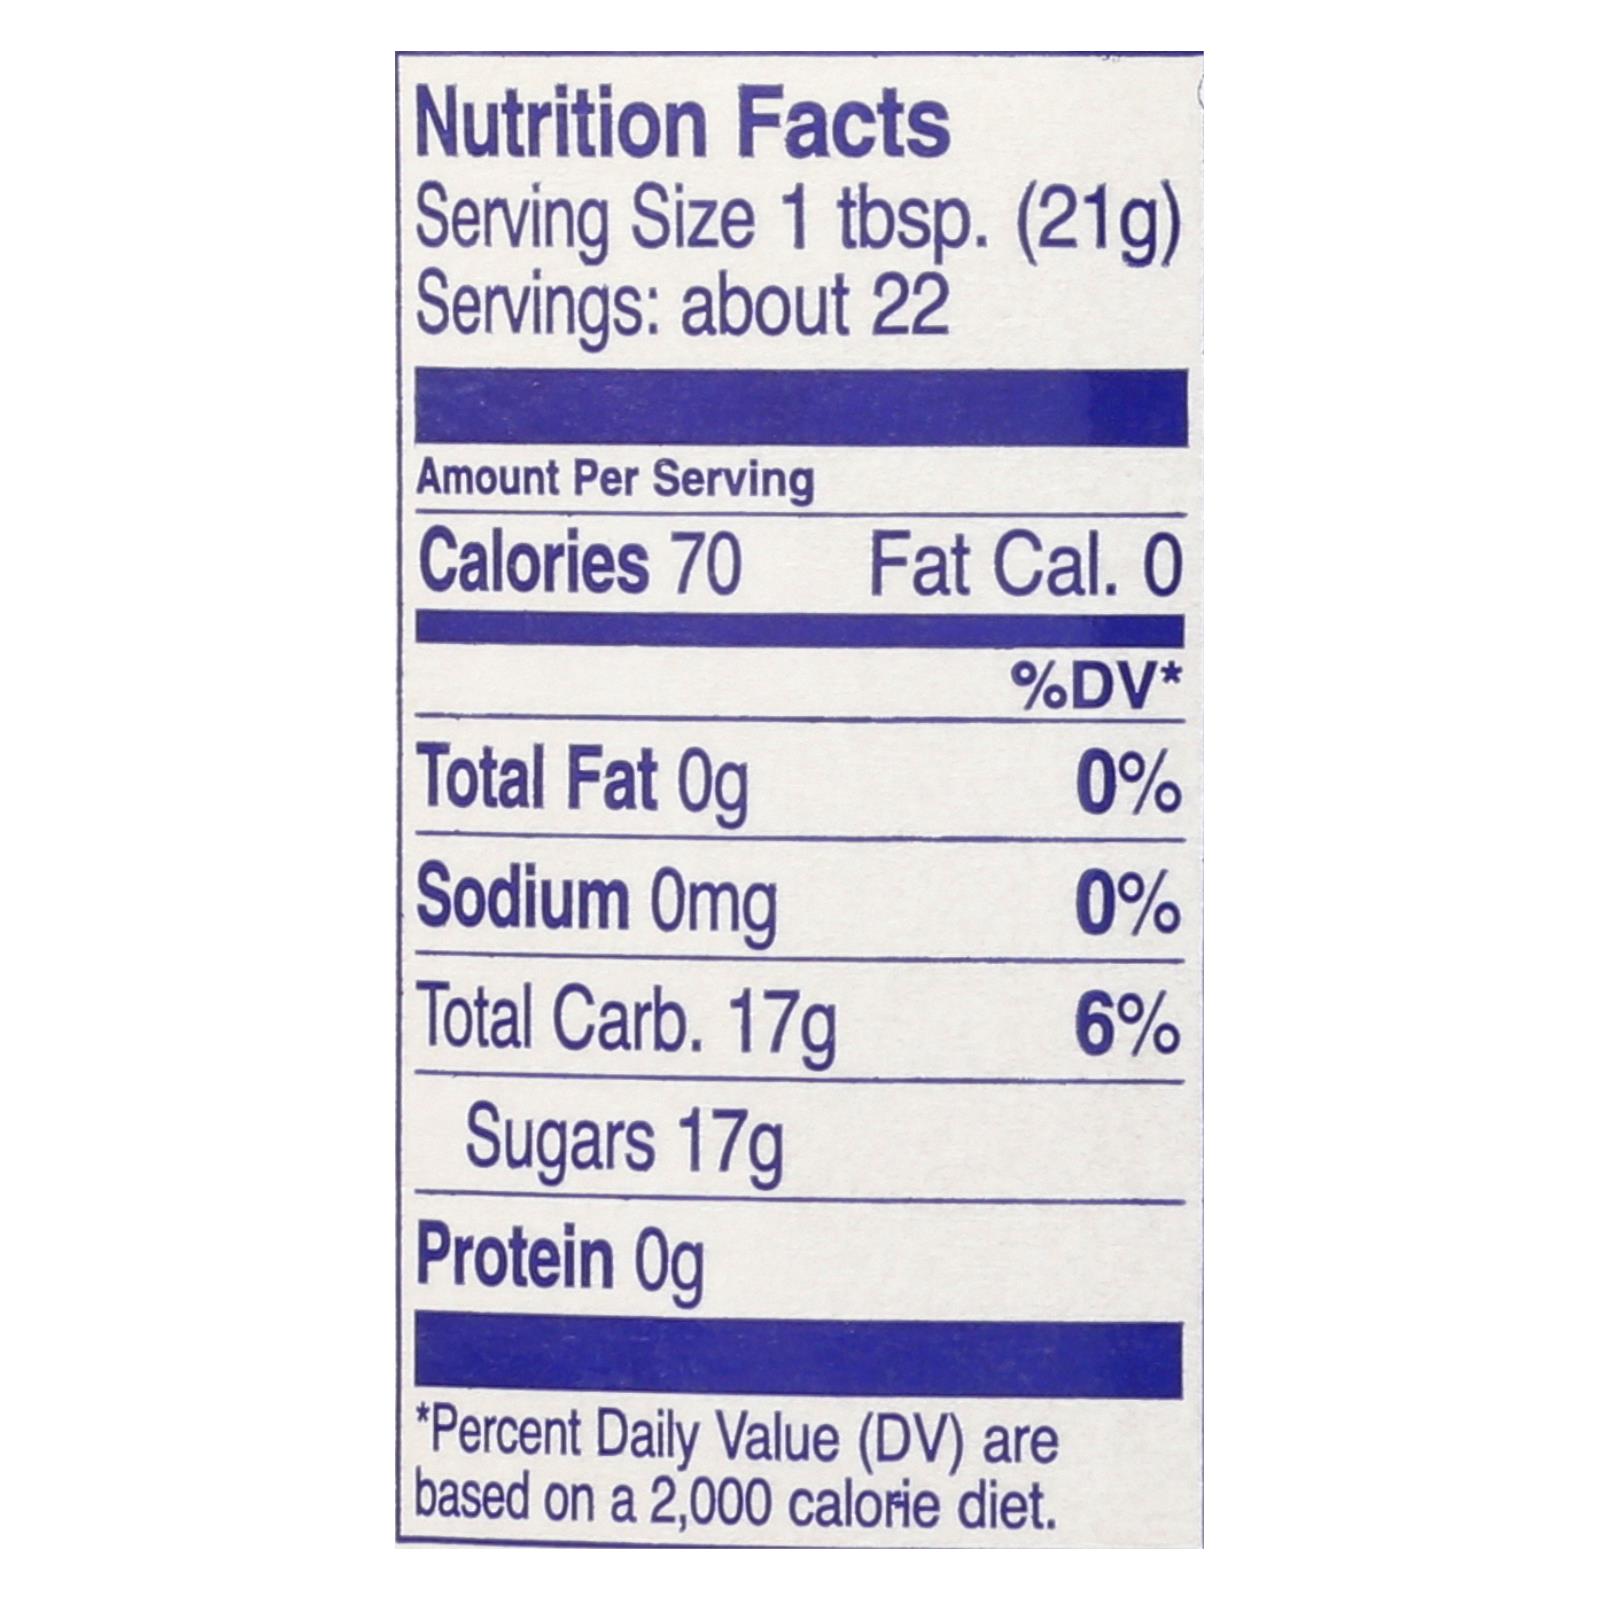 Nutrition Facts
Serving Size 1 tbsp. (21g)
Servings: about 22
Amount Per Serving
Calories 70 Fat Cal. 0
%DV*
Total Fat 0g 0%
Sodium 0mg 0%
Total Carb. 17g 6%
Sugars 17g
Protein 0g
*Percent Daily Value (DV) are
based on a 2,000 calorie diet.